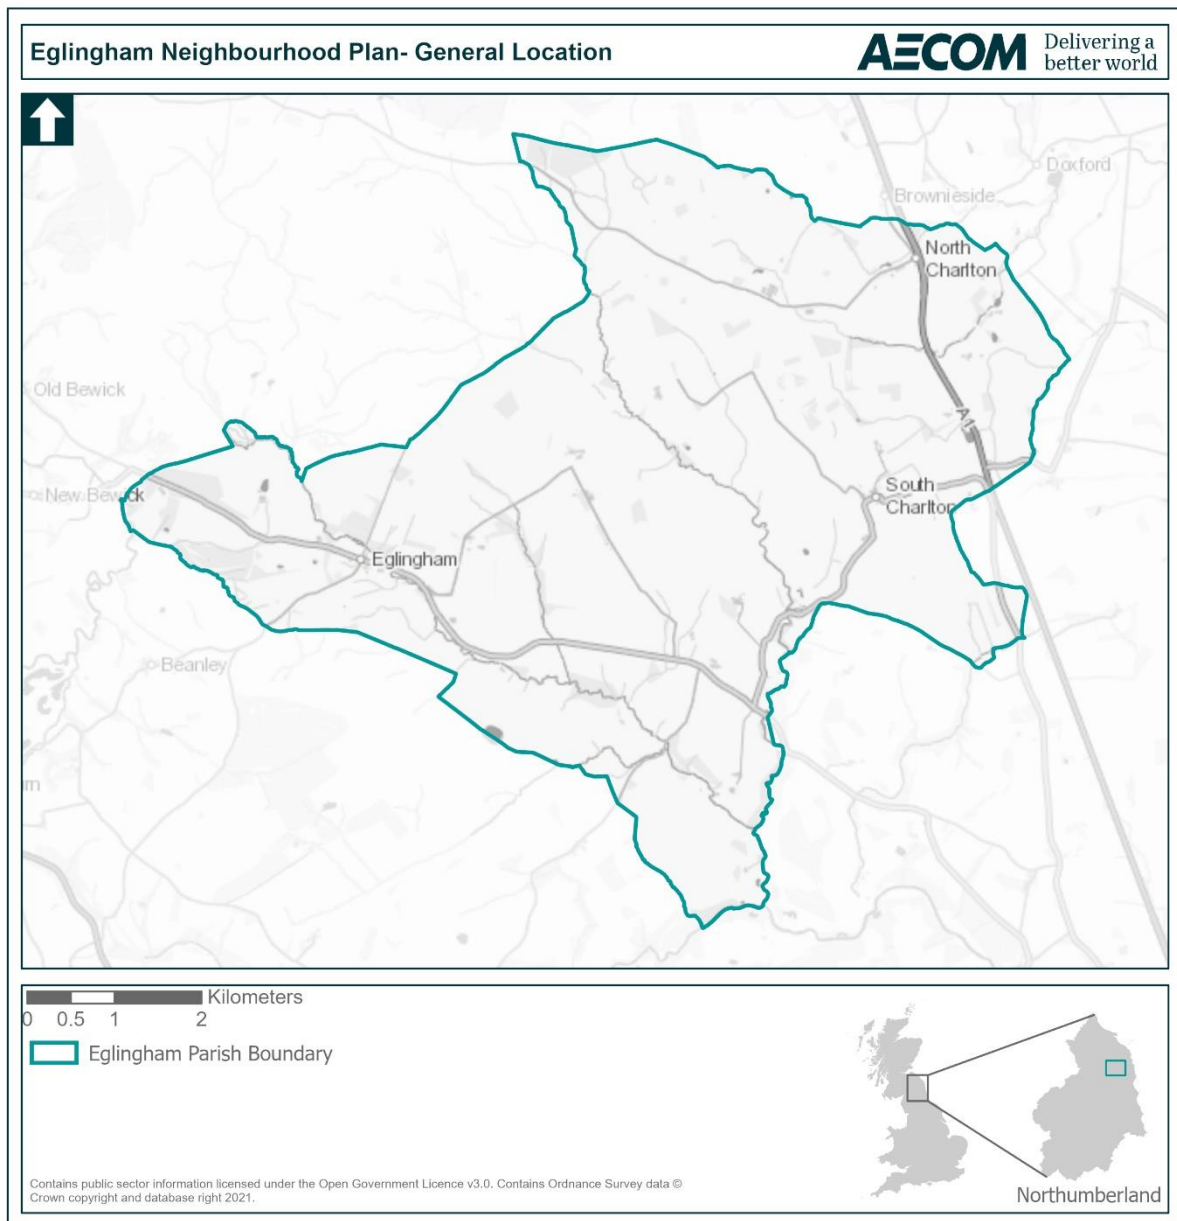 Eglingham Neighbourhood Plan- General Location
AECOM
Delivering a
better world
Doxford
Brownieside
North
Charlton
Old Bewick
A1
South
Charlton
New Bewick
Eglingham
Beanley
Kilometers
0 0.5 1 2
Eglingham Parish Boundary
Northumberland
Contains public sector information licensed under the Open Government Licence v3.0. Contains Ordnance Survey data ©
Crown copyright and database right 2021.